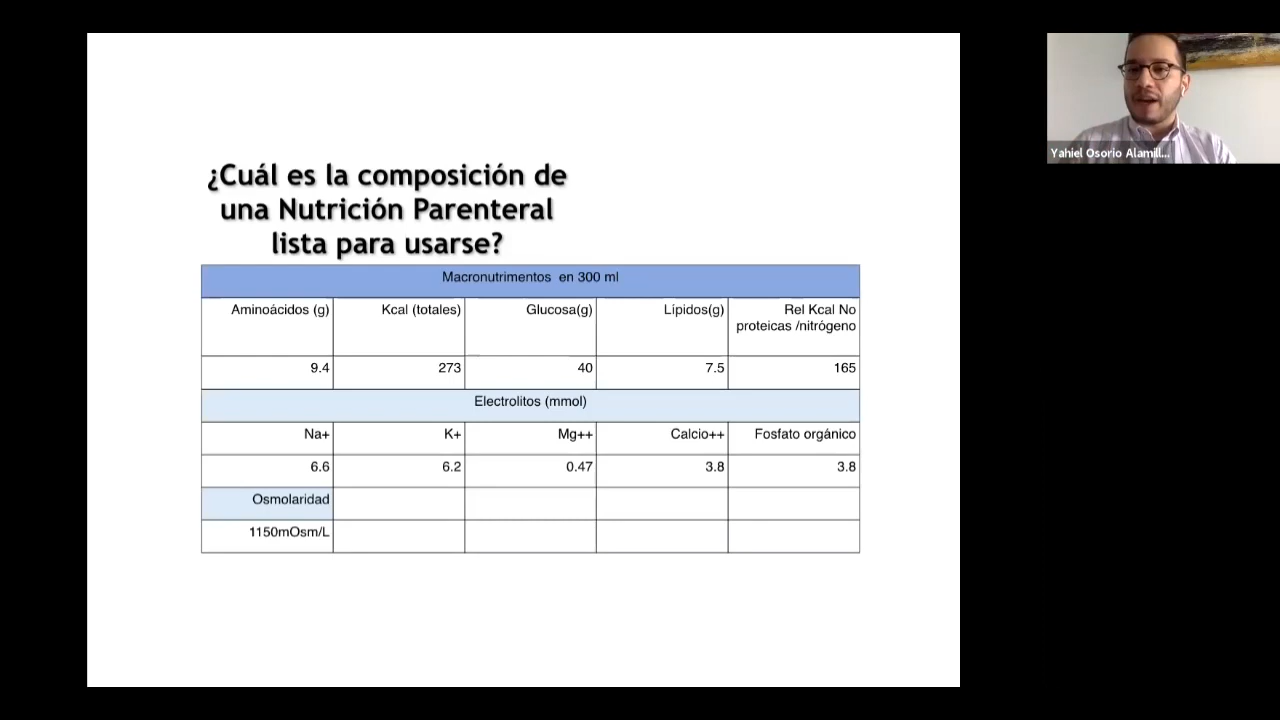 ¿Cuál es la composición de
una Nutrición Parenteral
lista para usarse?
Macronutrimentos en 300 ml
Aminoácidos (g) Kcal (totales) Glucosa(g) Lípidos(g) Rel Kcal No
proteicas /nitrógeno
9.4 273 40 7.5 165
Electrolitos (mmol)
Na+ K+ Mg++ Calcio++ Fosfato orgánico
6.6 6.2 0.47 3.8 3.8
Osmolaridad
1150mOsm/L
Yahiel Osorio Alamill...